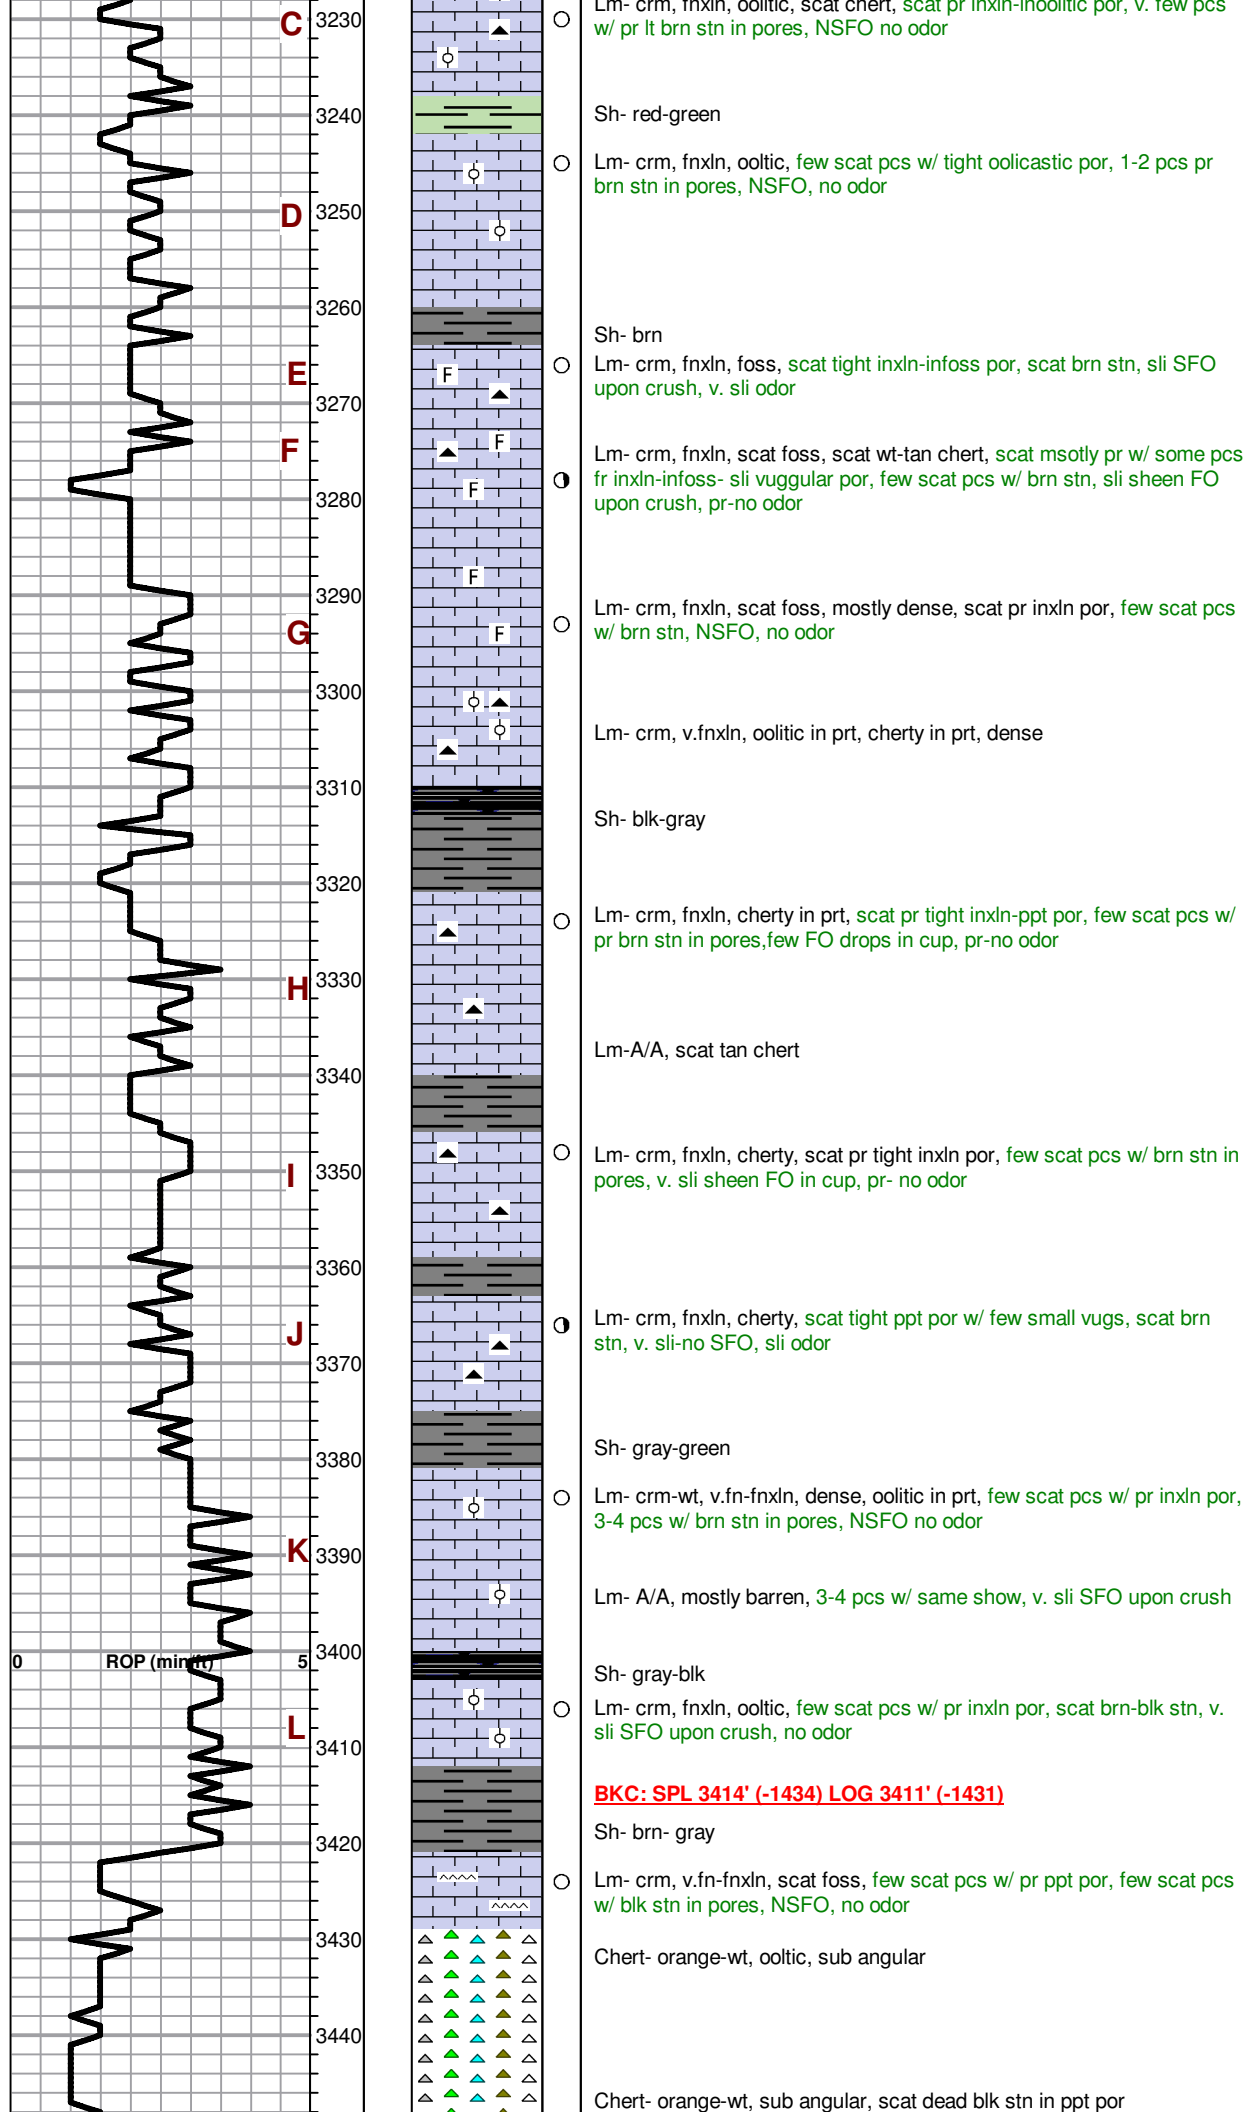 Lm- crm, fnxln, oolitic, scat chert, scat pr inxln-inoolitic por, v. few pcs
C 3230
w/ pr lt brn stn in pores, NSFO no odor
3240
Sh- red-green
Lm- crm, fnxln, ooltic, few scat pcs w/ tight oolicastic por, 1-2 pcs pr
brn stn in pores, NSFO, no odor
D 3250
3260
Sh- brn
E
F
Lm- crm, fnxln, foss, scat tight inxln-infoss por, scat brn stn, sli SFO
upon crush, v. sli odor
3270
F
F
Lm- crm, fnxln, scat foss, scat wt-tan chert, scat msotly pr w/ some pcs
fr inxln-infoss- sli vuggular por, few scat pcs w/ brn stn, sli sheen FO
F
3280
upon crush, pr-no odor
F
3290
Lm- crm, fnxln, scat foss, mostly dense, scat pr inxln por, few scat pcs
G
F
w/ brn stn, NSFO, no odor
3300
Lm- crm, v.fnxln, oolitic in prt, cherty in prt, dense
3310
Sh- blk-gray
3320
Lm- crm, fnxln, cherty in prt, scat pr tight inxln-ppt por, few scat pcs w/
pr brn stn in pores,few FO drops in cup, pr-no odor
H 3330
Lm-A/A, scat tan chert
3340
Lm- crm, fnxln, cherty, scat pr tight inxln por, few scat pcs w/ brn stn in
I 3350
pores, v. sli sheen FO in cup, pr- no odor
3360
Lm- crm, fnxln, cherty, scat tight ppt por w/ few small vugs, scat brn
J
stn, v. sli-no SFO, sli odor
3370
Sh- gray-green
3380
Lm- crm-wt, v.fn-fnxln, dense, oolitic in prt, few scat pcs w/ pr inxln por,
3-4 pcs w/ brn stn in pores, NSFO no odor
K 3390
Lm- A/A, mostly barren, 3-4 pcs w/ same show, v. sli SFO upon crush
3400
0 ROP (min/ft) 5
Sh- gray-blk
Lm- crm, fnxln, ooltic, few scat pcs w/ pr inxln por, scat brn-blk stn, v.
L
sli SFO upon crush, no odor
3410
BKC: SPL 3414' (-1434) LOG 3411' (-1431)
Sh- brn- gray
3420
Lm- crm, v.fn-fnxln, scat foss, few scat pcs w/ pr ppt por, few scat pcs
w/ blk stn in pores, NSFO, no odor
3430
Chert- orange-wt, ooltic, sub angular
3440
Chert- orange-wt, sub angular, scat dead blk stn in ppt por